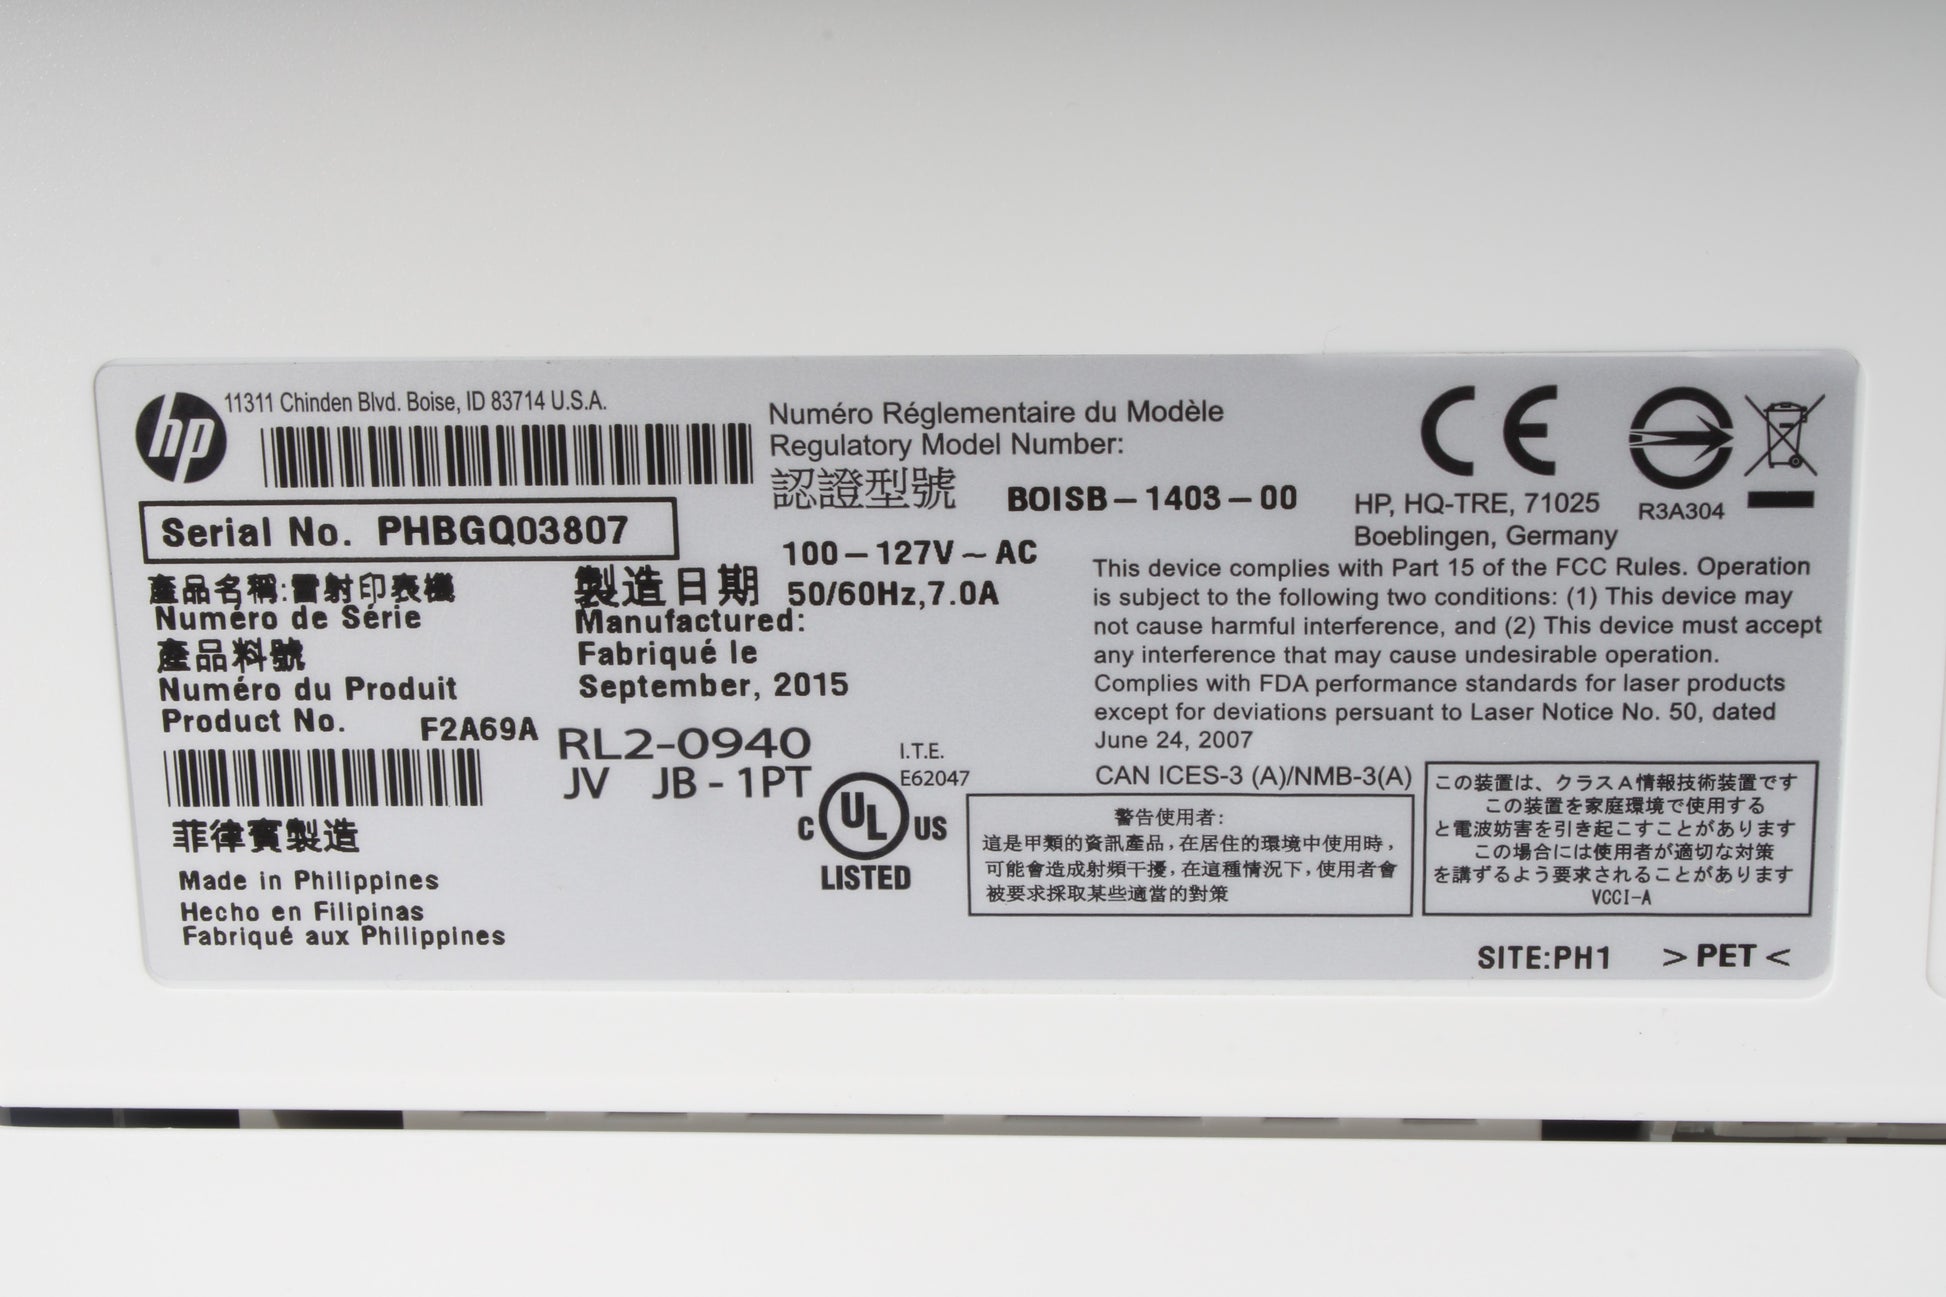 hp
11311 Chinden Blvd. Boise, ID 83714 U.S.A.
Serial No. PHBGQ03807
產品名稱:雷射印表機
Numéro de Série
產品料號
Numéro du Produit
Product No. F2A69A
菲律賓製造
Made in Philippines
Hecho en Filipinas
Fabriqué aux Philippines
Numéro Réglementaire du Modèle
Regulatory Model Number:
認證型號 BOISB-1403-00
100-127V~AC
50/60Hz,7.0A
製造日期
Manufactured:
Fabriqué le
September, 2015
RL2-0940
JV JB-1PT
I.T.E.
E62047
C UL US
LISTED
CE
HP, HQ-TRE, 71025
Boeblingen, Germany
R3A304
This device complies with Part 15 of the FCC Rules. Operation
is subject to the following two conditions: (1) This device may
not cause harmful interference, and (2) This device must accept
any interference that may cause undesirable operation.
Complies with FDA performance standards for laser products
except for deviations persuant to Laser Notice No. 50, dated
June 24, 2007
CAN ICES-3 (A)/NMB-3(A)
警告使用者:
這是甲類的資訊產品,在居住的環境中使用時,
可能會造成射頻干擾,在這種情況下,使用者會
被要求採取某些適當的對策
この装置は、クラスA情報技術装置です
この装置を家庭環境で使用する
と電波妨害を引き起こすことがあります
この場合には使用者が適切な対策
を講ずるよう要求されることがあります
VCCI-A
SITE:PH1 >PET<